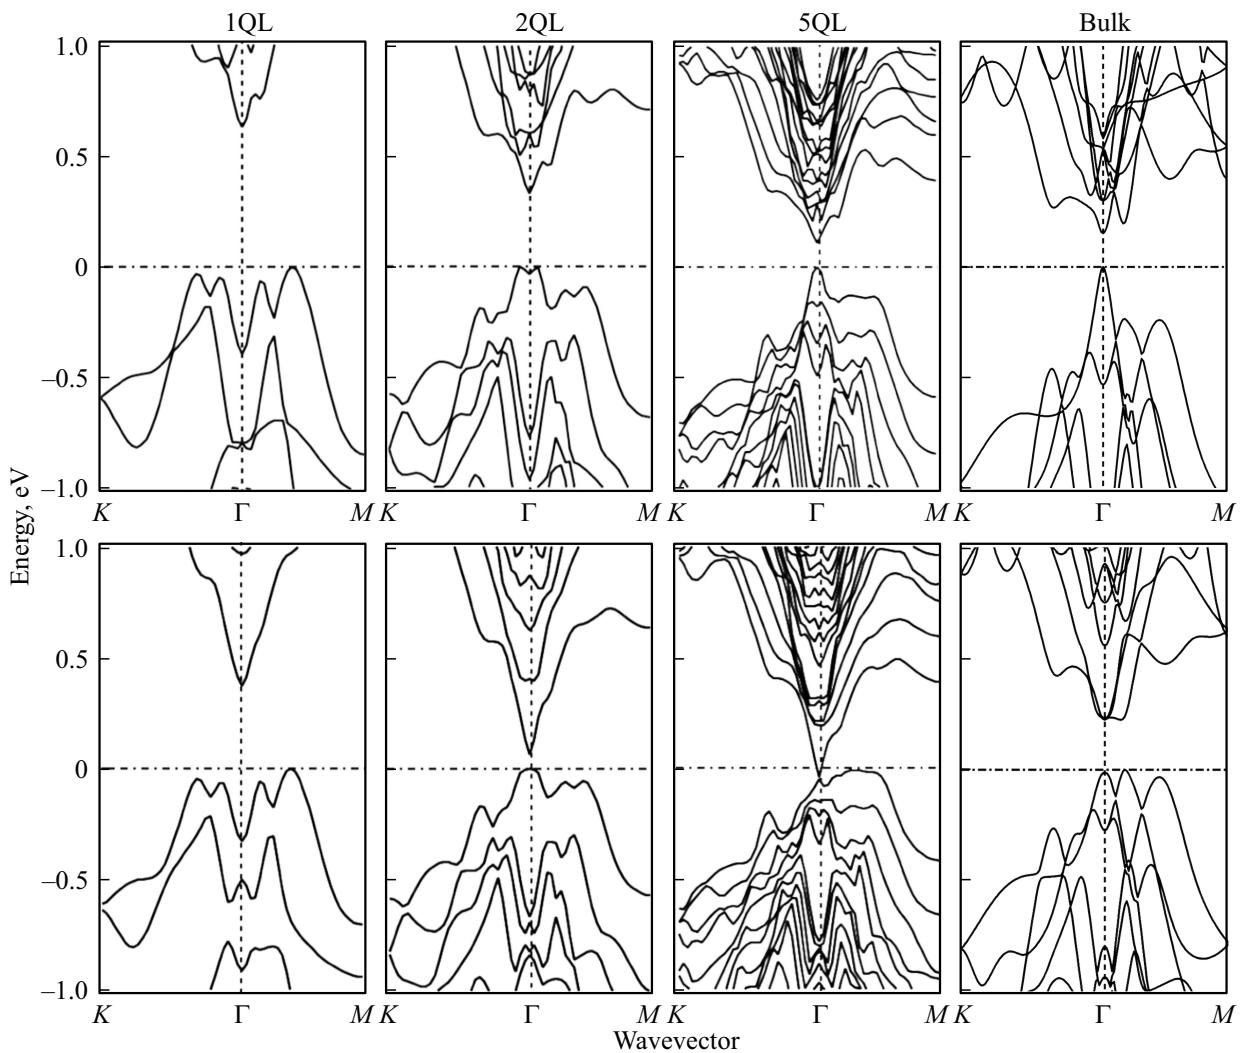 1QL 2QL 5QL Bulk
1.0
0.5
0
–0.5
–1.0
K Γ M K Γ M K Γ M K Γ M
Energy, eV
1.0
0.5
0
–0.5
–1.0
K Γ M K Γ M K Γ M K Γ M
Wavevector